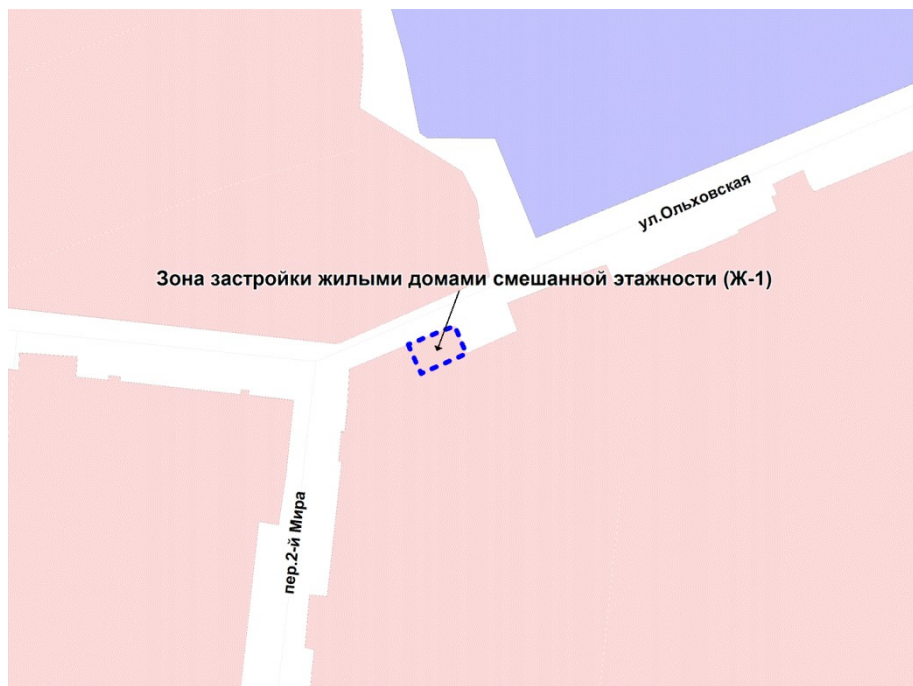 ул.Ольховская
Зона застройки жилыми домами смешанной этажности (Ж-1)
пер.2-й Мира